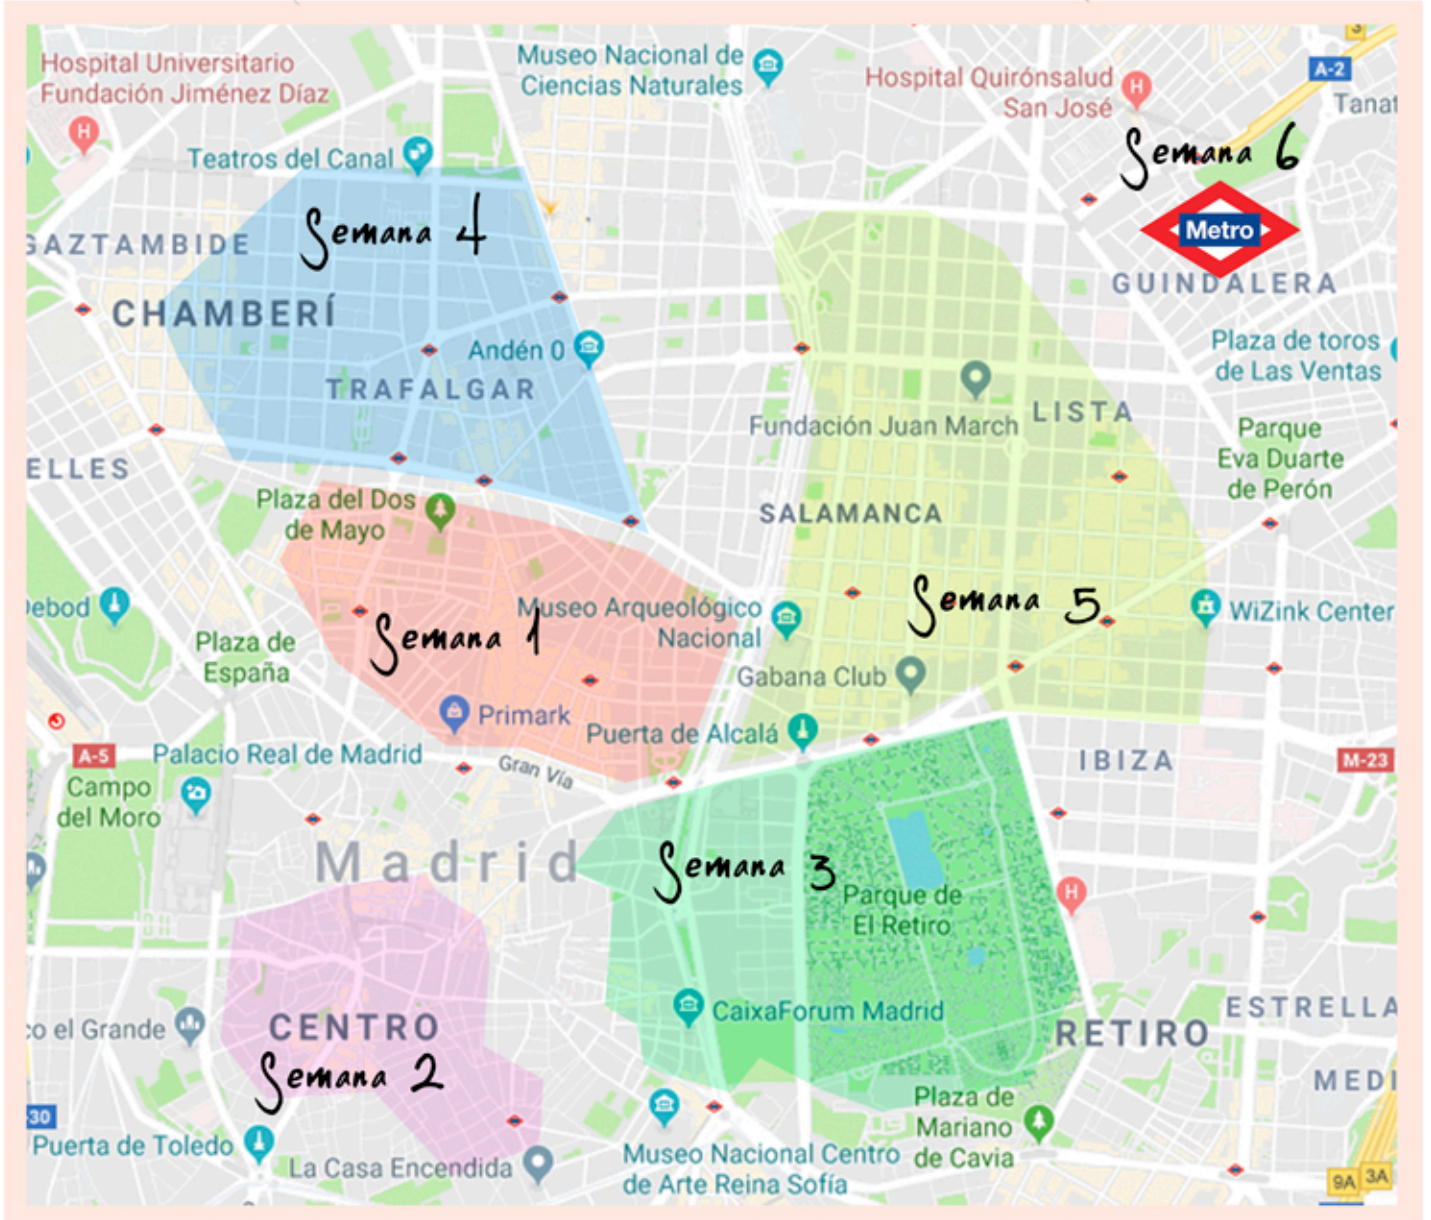 Hospital Universitario
Fundación Jiménez Díaz
Museo Nacional de
Ciencias Naturales
Hospital Quirónsalud
San José
A-2
3
Tanat
H
H
Teatros del Canal
Semana 4
Semana 6
Metro
GAZTAMBIDE
GUINDALERA
CHAMBERÍ
Andén 0
Plaza de toros
de Las Ventas
TRAFALGAR
Fundación Juan March
LISTA
Parque
Eva Duarte
de Perón
ELLES
Plaza del Dos
de Mayo
SALAMANCA
Debod
Museo Arqueológico
Nacional
Semana 5
WiZink Center
Semana 1
Plaza de
España
Gabana Club
Primark
Puerta de Alcalá
A-5
Palacio Real de Madrid
Gran Vía
IBIZA
M-23
Campo
del Moro
Madrid
Semana 3
Parque de
El Retiro
H
CENTRO
CaixaForum Madrid
co el Grande
RETIRO
ESTRELLA
Semana 2
MEDI
-30
Plaza de
Mariano
de Cavia
Puerta de Toledo
La Casa Encendida
Museo Nacional Centro
de Arte Reina Sofía
9A
3A